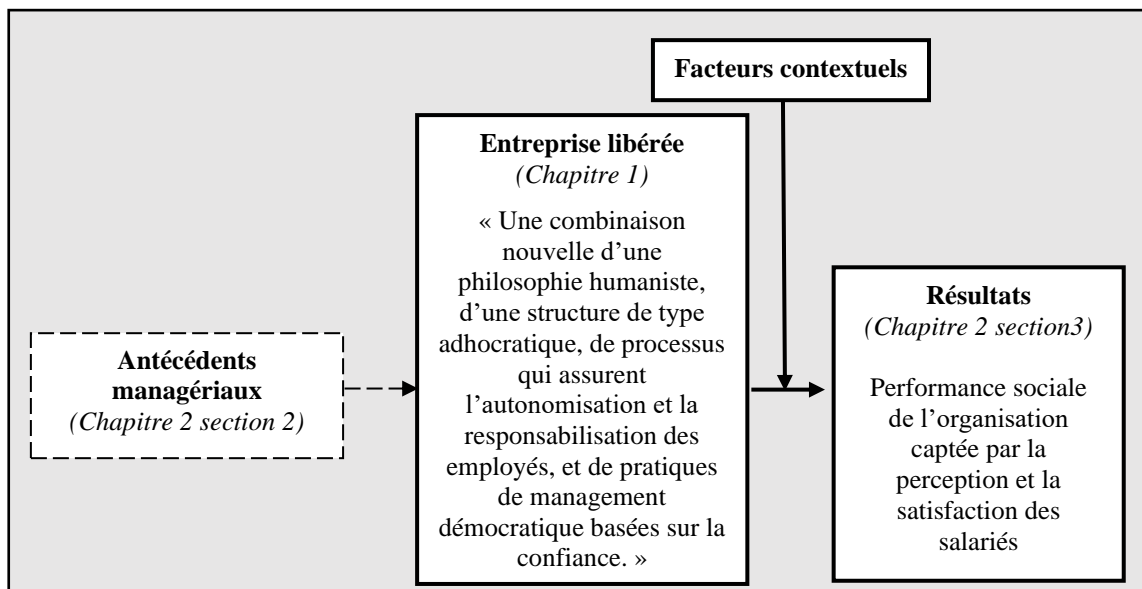 Facteurs contextuels
Entreprise libérée
(Chapitre 1)
« Une combinaison
nouvelle d’une
philosophie humaniste,
d’une structure de type
adhocratique, de processus
qui assurent
l’autonomisation et la
responsabilisation des
employés, et de pratiques
de management
démocratique basées sur la
confiance. »
Antécédents
managériaux
(Chapitre 2 section 2)
Résultats
(Chapitre 2 section3)
Performance sociale
de l’organisation
captée par la
perception et la
satisfaction des
salariés